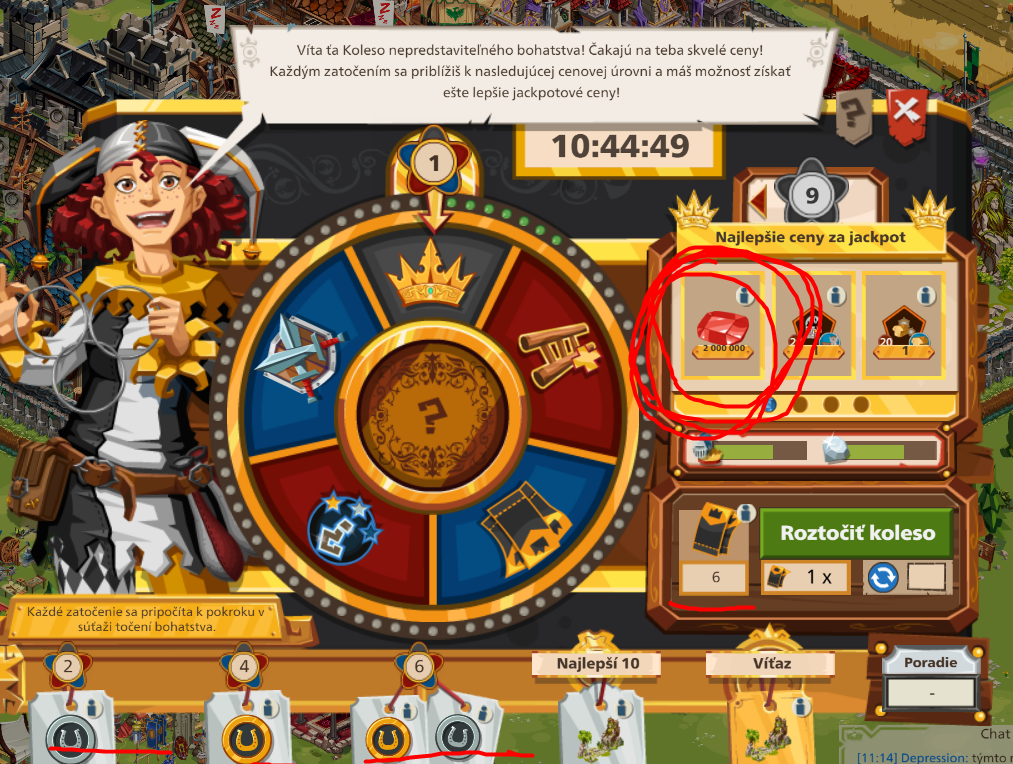 Víta ťa Koleso nepredstaviteľného bohatstva! Čakajú na teba skvelé ceny!
Každým zatočením sa priblížiš k nasledujúcej cenovej úrovni a máš možnosť získať
ešte lepšie jackpotové ceny!
10:44:49
1
9
Najlepšie ceny za jackpot
2 000 000
1
20
1
Roztočiť koleso
6
1 x
Každé zatočenie sa pripočíta k pokroku v
súťaži točení bohatstva.
2
4
6
Najlepší 10
Víťaz
Poradie
-
Chat
[11:14] Depression: týmto